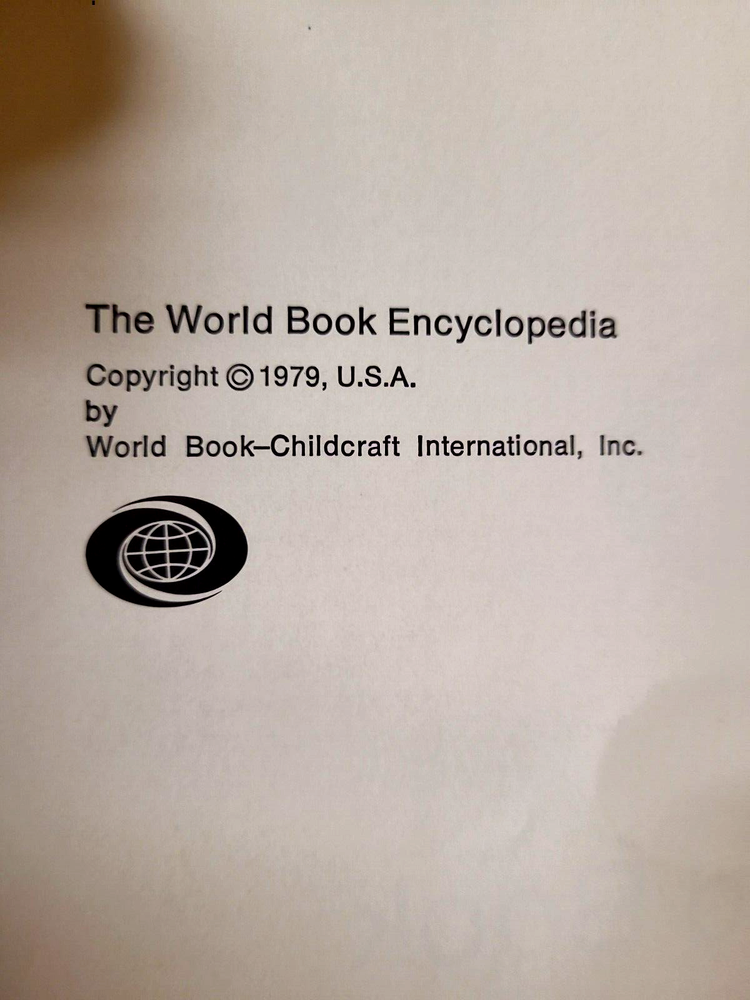 The World Book Encyclopedia
Copyright © 1979, U.S.A.
by
World Book–Childcraft International, Inc.